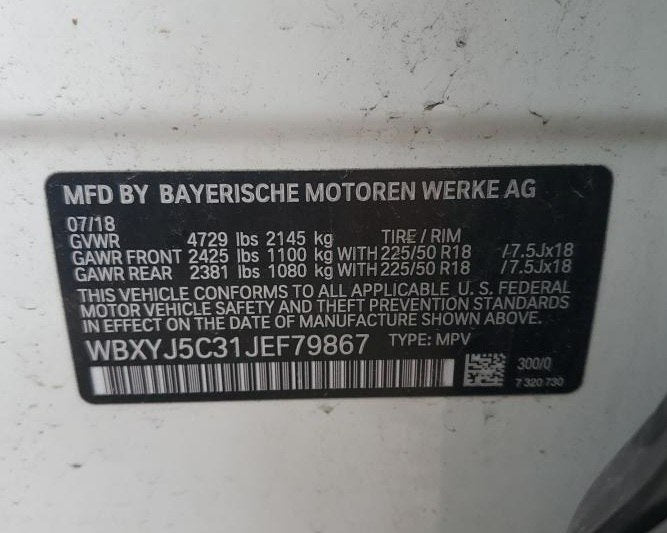 MFD BY BAYERISCHE MOTOREN WERKE AG
07/18
GVWR 4729 lbs 2145 kg TIRE / RIM
GAWR FRONT 2425 lbs 1100 kg WITH 225/50 R18 /7.5Jx18
GAWR REAR 2381 lbs 1080 kg WITH 225/50 R18 /7.5Jx18
THIS VEHICLE CONFORMS TO ALL APPLICABLE U. S. FEDERAL
MOTOR VEHICLE SAFETY AND THEFT PREVENTION STANDARDS
IN EFFECT ON THE DATE OF MANUFACTURE SHOWN ABOVE.
WBXYJ5C31JEF79867 TYPE: MPV
300/0
7 320 730